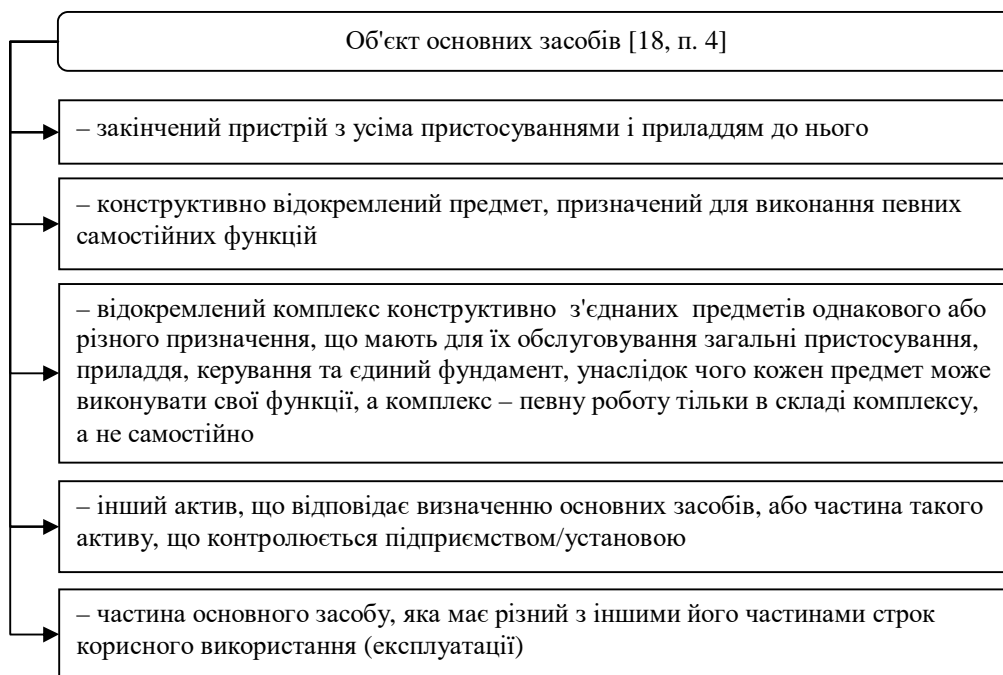 Об'єкт основних засобів [18, п. 4]
– закінчений пристрій з усіма пристосуваннями і приладдям до нього
– конструктивно відокремлений предмет, призначений для виконання певних
самостійних функцій
– відокремлений комплекс конструктивно з'єднаних предметів однакового або
різного призначення, що мають для їх обслуговування загальні пристосування,
приладдя, керування та єдиний фундамент, унаслідок чого кожен предмет може
виконувати свої функції, а комплекс – певну роботу тільки в складі комплексу,
а не самостійно
– інший актив, що відповідає визначенню основних засобів, або частина такого
активу, що контролюється підприємством/установою
– частина основного засобу, яка має різний з іншими його частинами строк
корисного використання (експлуатації)